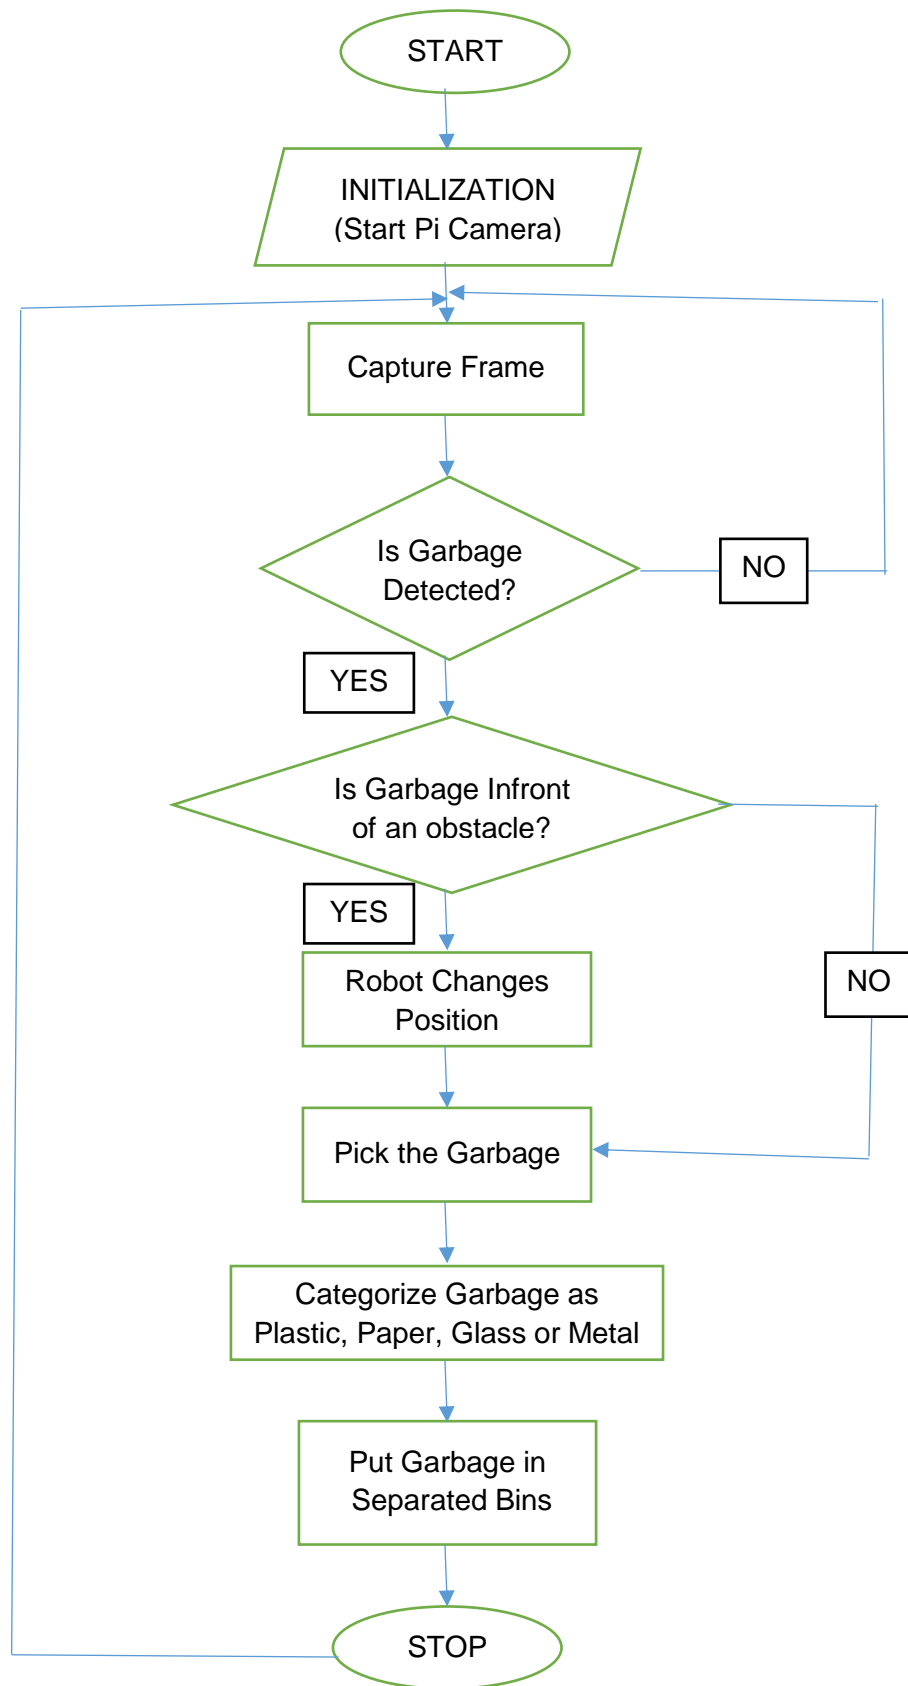 START
INITIALIZATION
(Start Pi Camera)
Capture Frame
Is Garbage
Detected?
NO
YES
Is Garbage Infront
of an obstacle?
YES
Robot Changes
Position
NO
Pick the Garbage
Categorize Garbage as
Plastic, Paper, Glass or Metal
Put Garbage in
Separated Bins
STOP